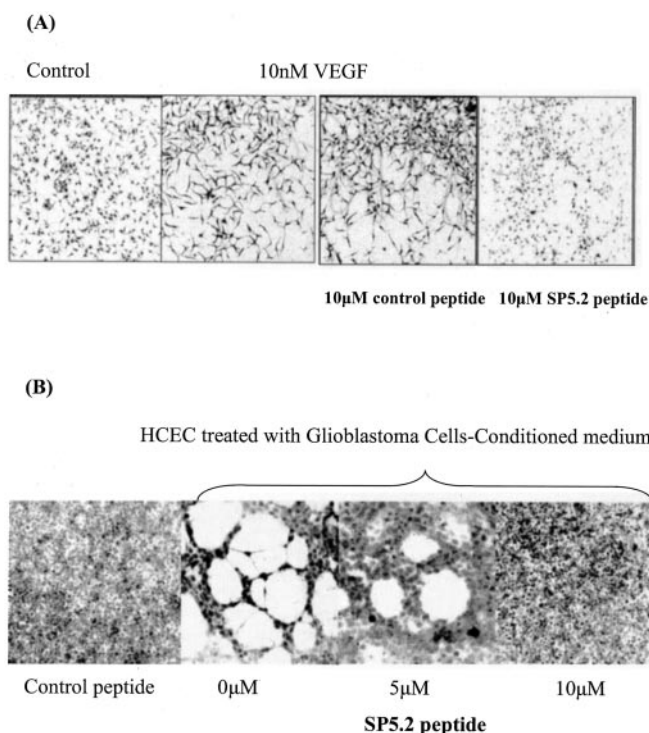 (A)
Control 10nM VEGF
10μM control peptide 10μM SP5.2 peptide
(B)
HCEC treated with Glioblastoma Cells-Conditioned medium
Control peptide 0μM 5μM 10μM
SP5.2 peptide